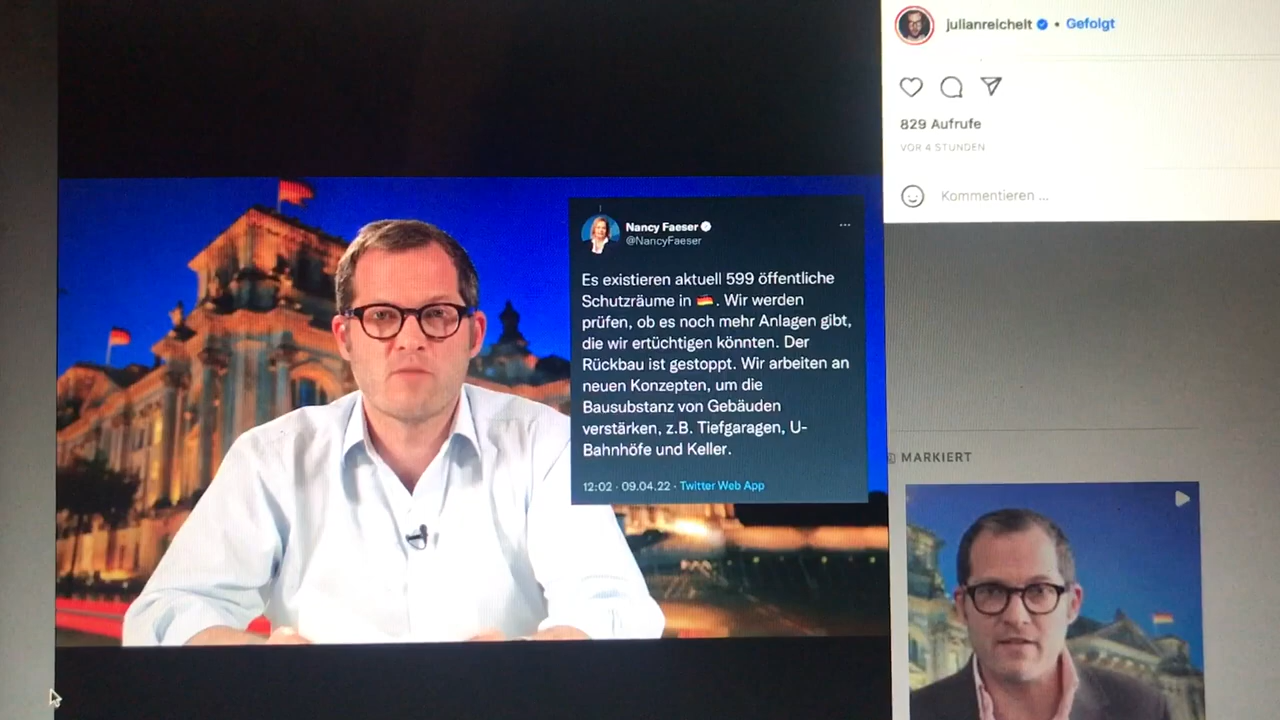 julianreichelt • Gefolgt
829 Aufrufe
VOR 4 STUNDEN
Kommentieren ...
Nancy Faeser
@NancyFaeser
Es existieren aktuell 599 öffentliche
Schutzräume in 🇩🇪. Wir werden
prüfen, ob es noch mehr Anlagen gibt,
die wir ertüchtigen könnten. Der
Rückbau ist gestoppt. Wir arbeiten an
neuen Konzepten, um die
Bausubstanz von Gebäuden
verstärken, z.B. Tiefgaragen, U-
Bahnhöfe und Keller.
12:02 · 09.04.22 · Twitter Web App
MARKIERT